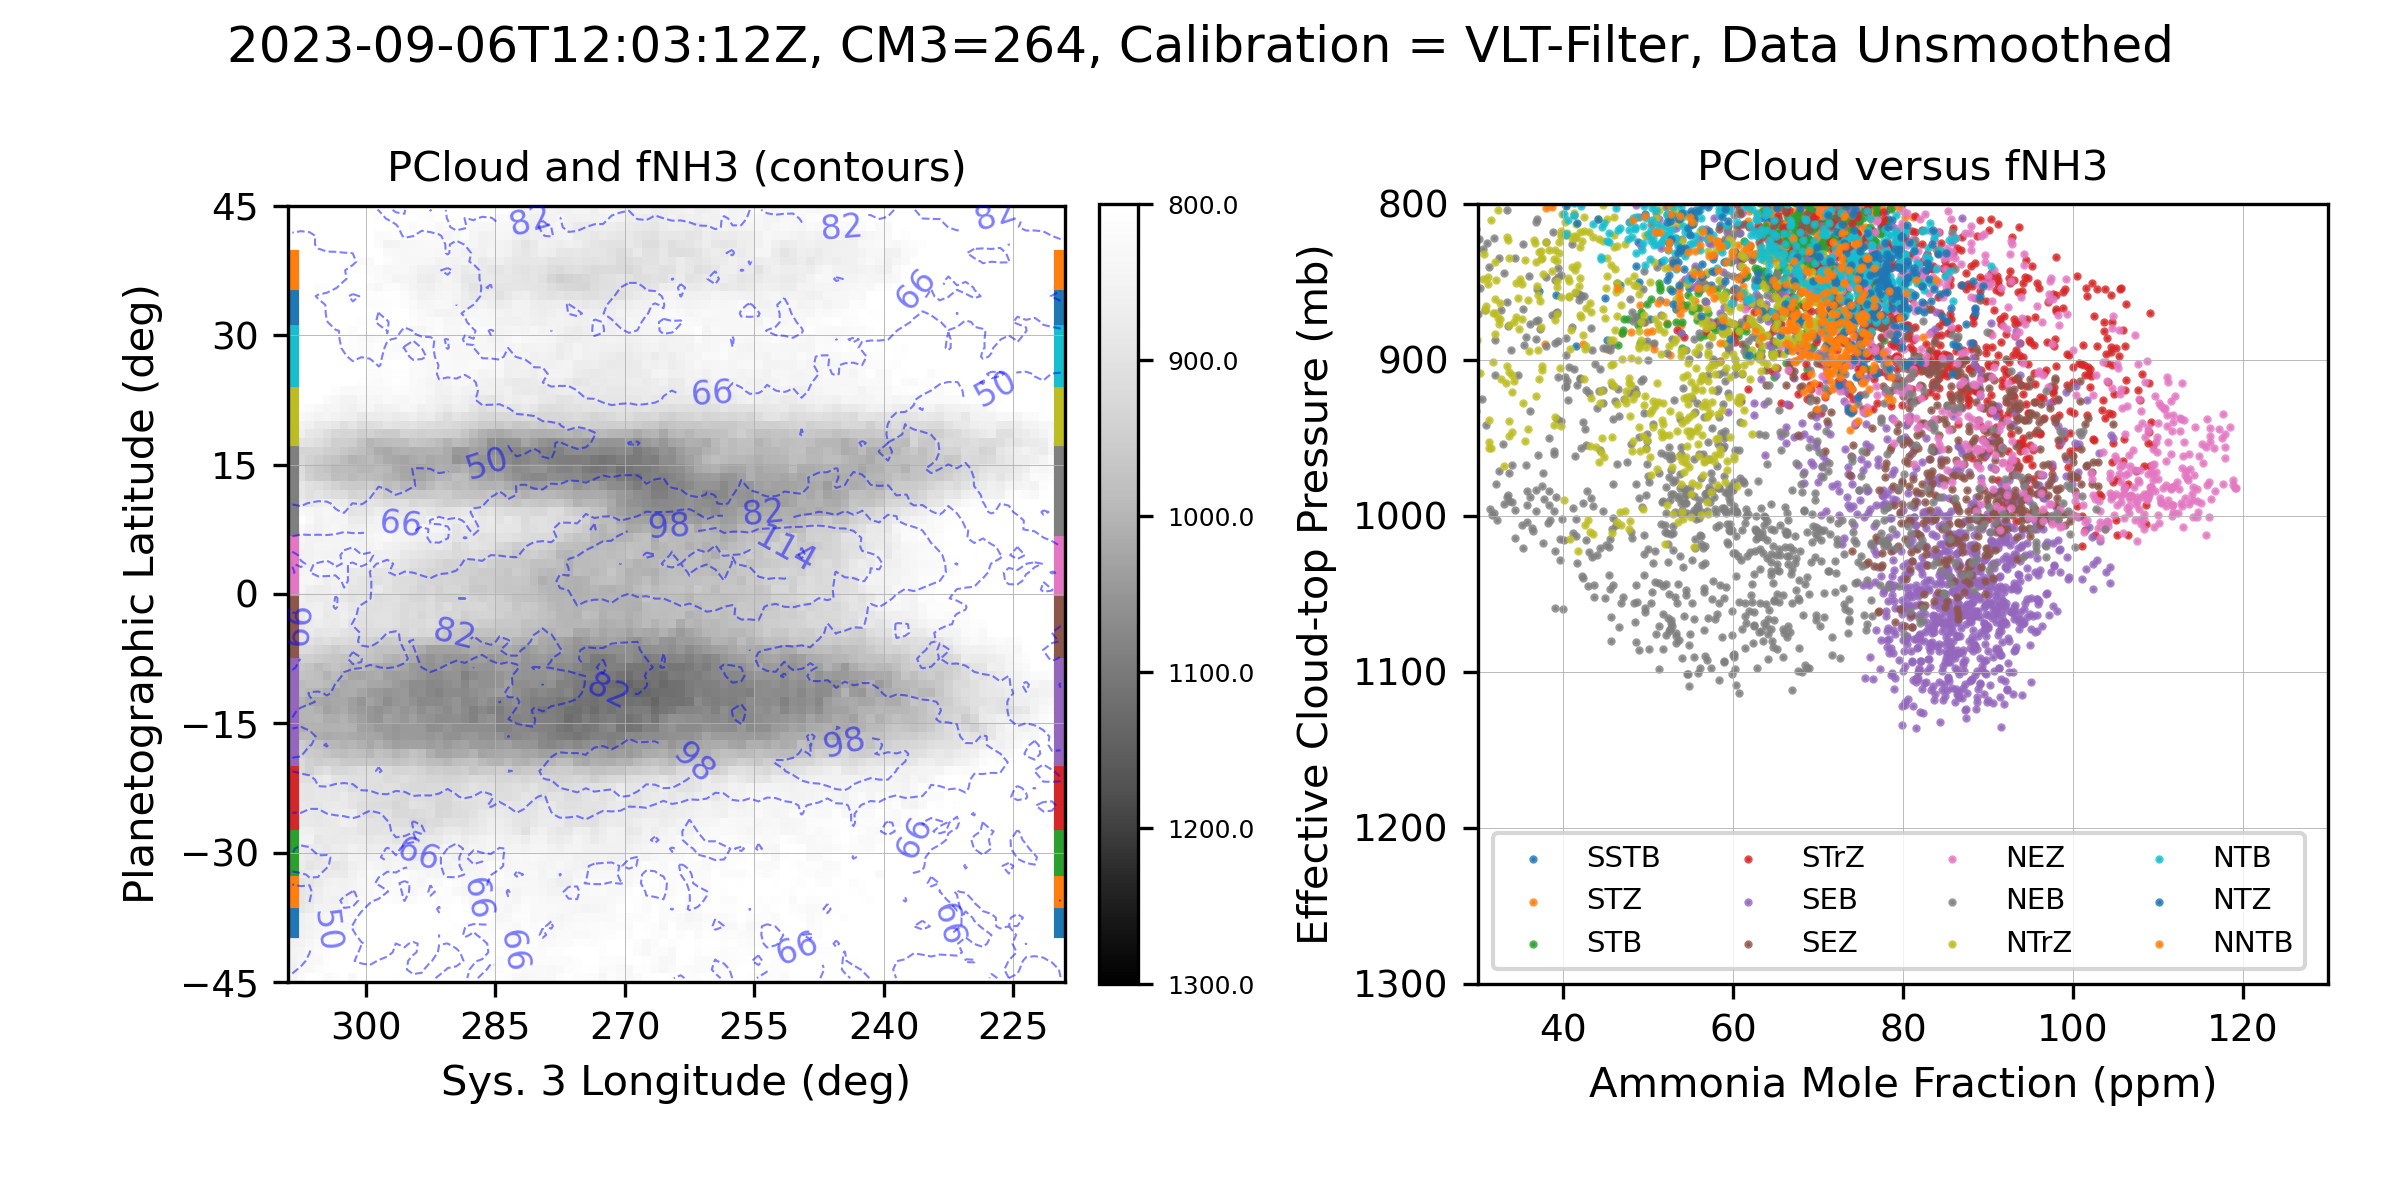 2023-09-06T12:03:12Z, CM3=264, Calibration = VLT-Filter, Data Unsmoothed
PCloud and fNH3 (contours)
45
30
15
0
−15
−30
−45
Planetographic Latitude (deg)
300 285 270 255 240 225
Sys. 3 Longitude (deg)
82 82 82
66
66 50
50
66 98 82
114
66 82
82
98 98
66 66
50 66 66 66 66
800.0
900.0
1000.0
1100.0
1200.0
1300.0
PCloud versus fNH3
800
900
1000
1100
1200
1300
Effective Cloud-top Pressure (mb)
40 60 80 100 120
Ammonia Mole Fraction (ppm)
SSTB STrZ NEZ NTB
STZ SEB NEB NTZ
STB SEZ NTrZ NNTB